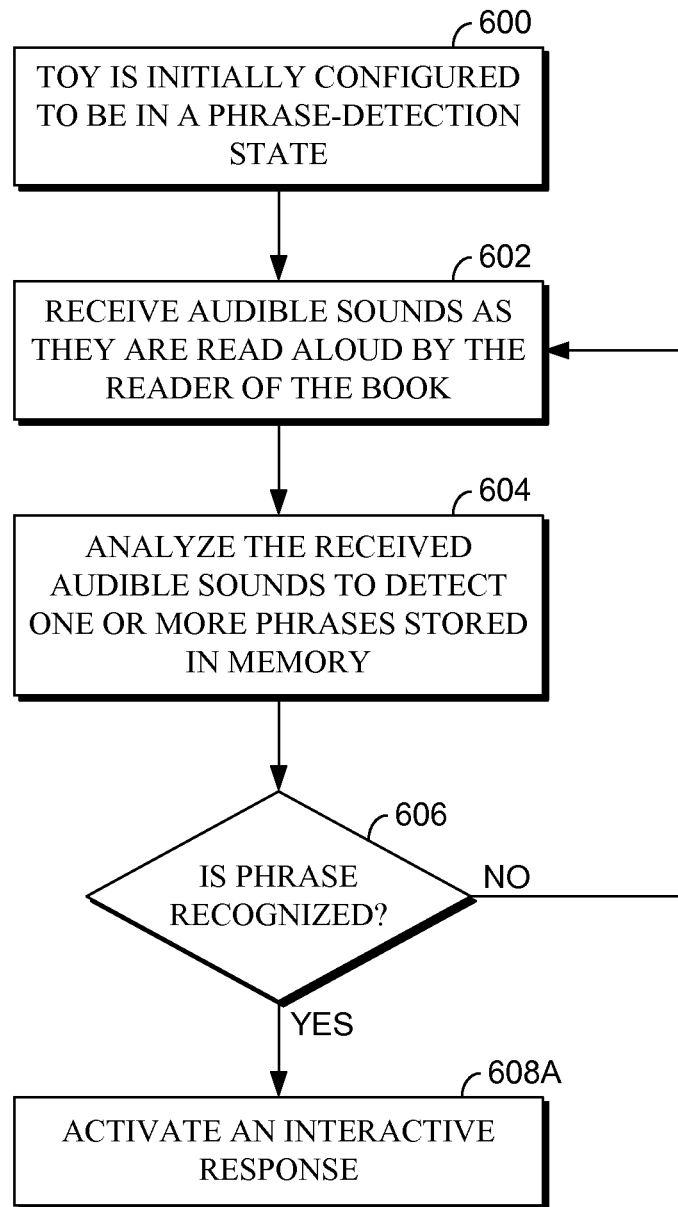 600
TOY IS INITIALLY CONFIGURED
TO BE IN A PHRASE-DETECTION
STATE
602
RECEIVE AUDIBLE SOUNDS AS
THEY ARE READ ALOUD BY THE
READER OF THE BOOK
604
ANALYZE THE RECEIVED
AUDIBLE SOUNDS TO DETECT
ONE OR MORE PHRASES STORED
IN MEMORY
606
IS PHRASE
RECOGNIZED?
NO
YES
608A
ACTIVATE AN INTERACTIVE
RESPONSE